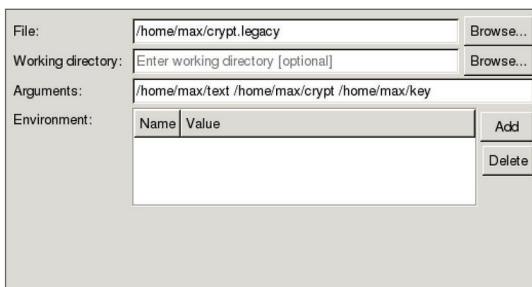 File: /home/max/crypt.legacy Browse...
Working directory: Enter working directory [optional] Browse...
Arguments: /home/max/text /home/max/crypt /home/max/key
Environment: Name Value Add
Delete